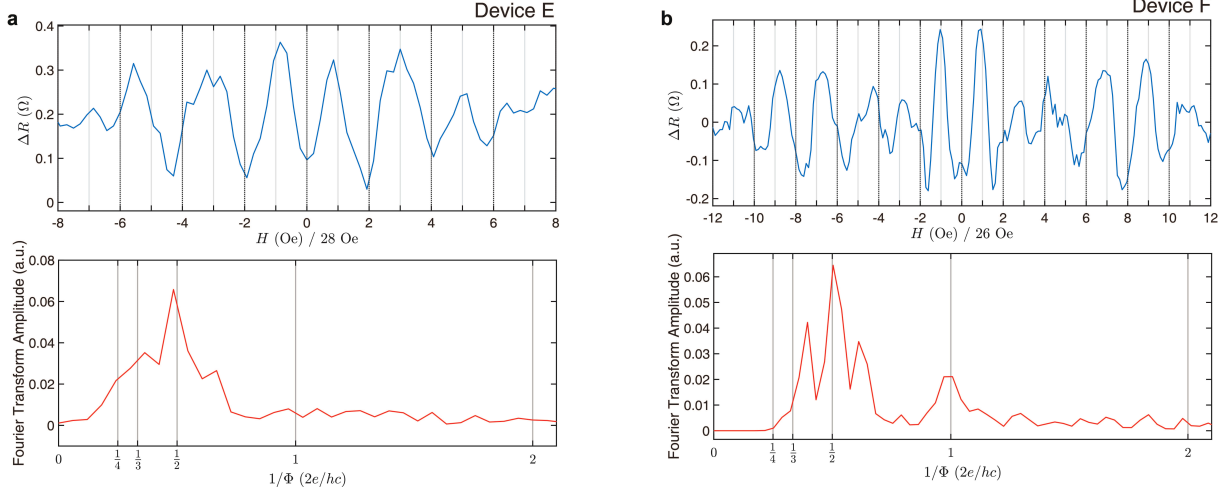 a
Device E
ΔR (Ω)
0.4
0.3
0.2
0.1
0
-8 -6 -4 -2 0 2 4 6 8
H (Oe) / 28 Oe
Fourier Transform Amplitude (a.u.)
0.08
0.06
0.04
0.02
0
0 1/4 1/3 1/2 1 2
1/Φ (2e/hc)
b
Device F
ΔR (Ω)
0.2
0.1
0
-0.1
-0.2
-12 -10 -8 -6 -4 -2 0 2 4 6 8 10 12
H (Oe) / 26 Oe
Fourier Transform Amplitude (a.u.)
0.06
0.05
0.04
0.03
0.02
0.01
0
0 1/4 1/3 1/2 1 2
1/Φ (2e/hc)